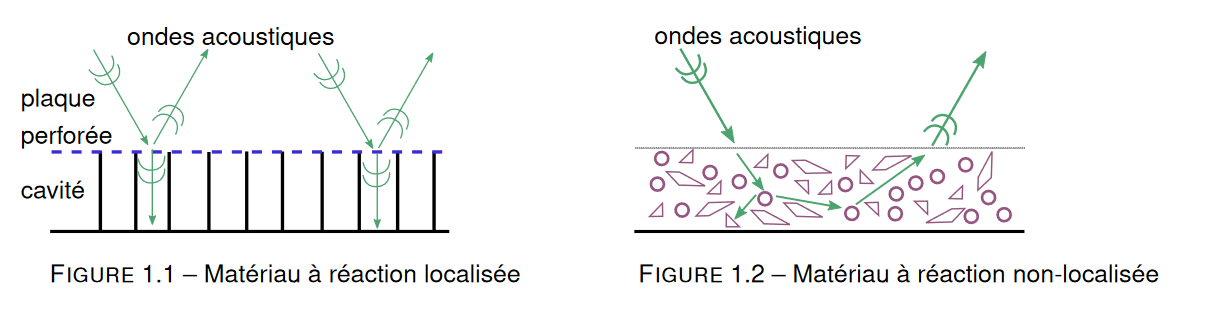 ondes acoustiques
plaque
perforée
cavité
FIGURE 1.1 – Matériau à réaction localisée
ondes acoustiques
FIGURE 1.2 – Matériau à réaction non-localisée